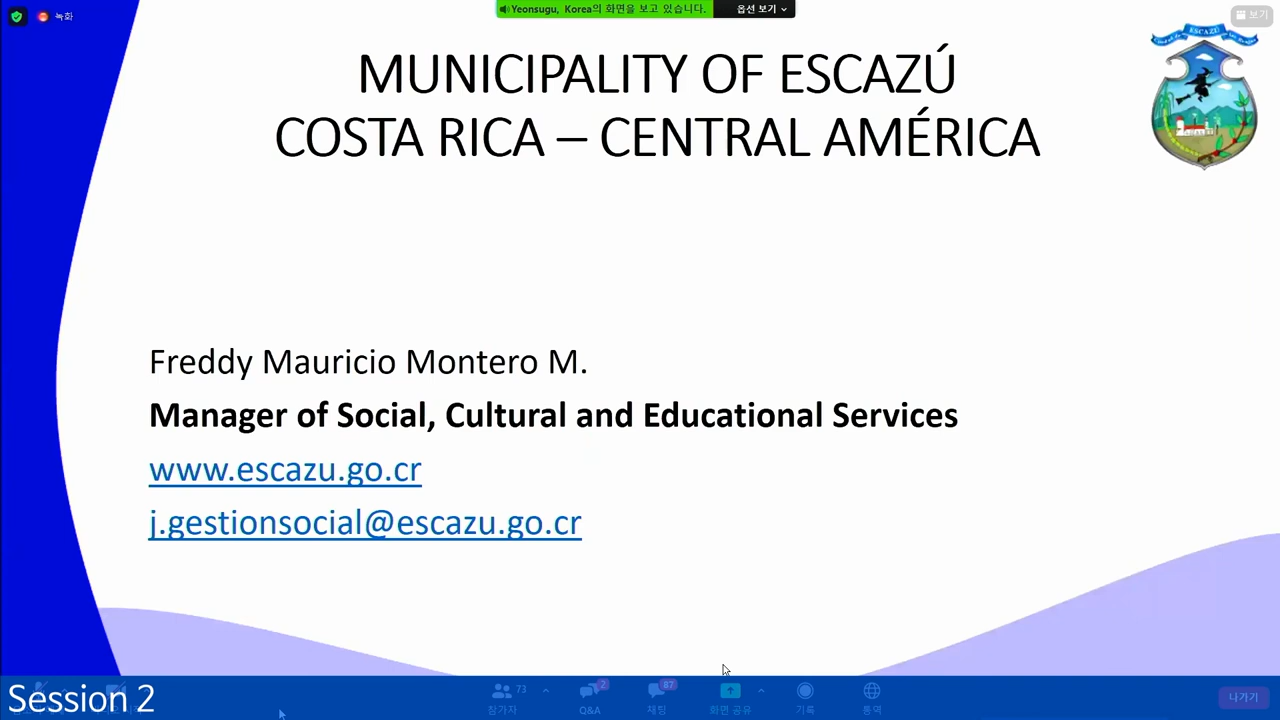 녹화
Yeonsugu, Korea의 화면을 보고 있습니다.
옵션 보기
보기
ESCAZÚ
MUNICIPALITY OF ESCAZÚ
COSTA RICA – CENTRAL AMÉRICA
Freddy Mauricio Montero M.
Manager of Social, Cultural and Educational Services
www.escazu.go.cr
j.gestionsocial@escazu.go.cr
Session 2
73
참가자
2
Q&A
87
채팅
화면 공유
기록
통역
나가기